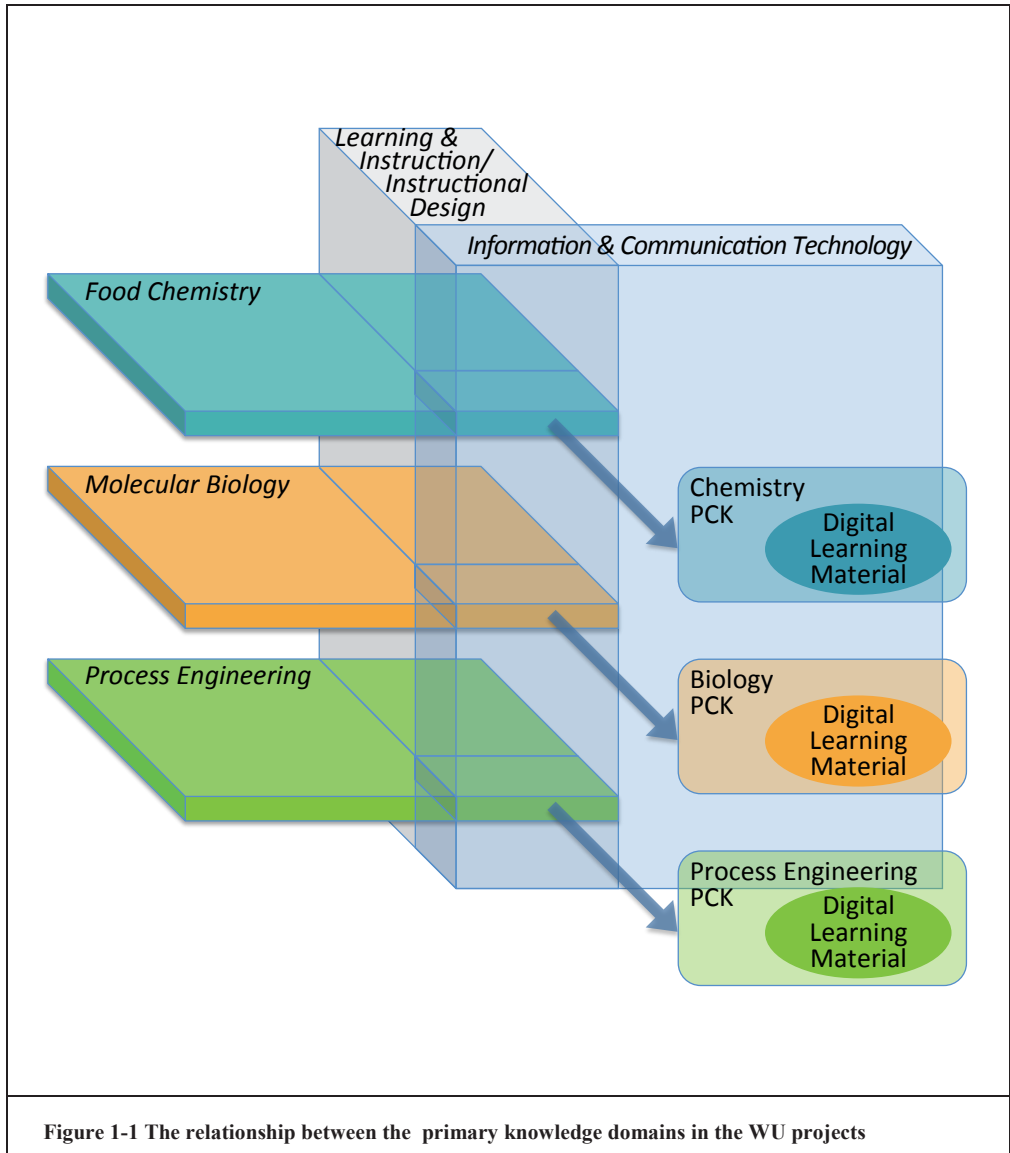 Learning &
Instruction/
Instructional
Design
Information & Communication Technology
Food Chemistry
Molecular Biology
Chemistry
PCK
Digital
Learning
Material
Process Engineering
Biology
PCK
Digital
Learning
Material
Process Engineering
PCK
Digital
Learning
Material
Figure 1-1 The relationship between the primary knowledge domains in the WU projects